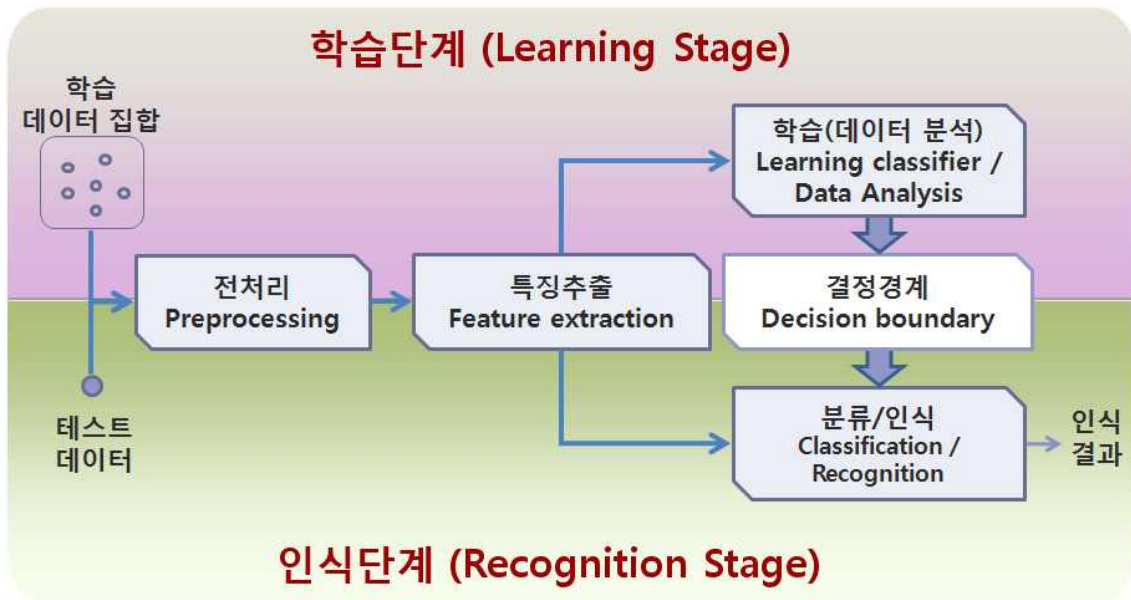 학습단계 (Learning Stage)
학습
데이터 집합
학습(데이터 분석)
Learning classifier /
Data Analysis
전처리
Preprocessing
특징추출
Feature extraction
결정경계
Decision boundary
테스트
데이터
분류/인식
Classification /
Recognition
인식
결과
인식단계 (Recognition Stage)